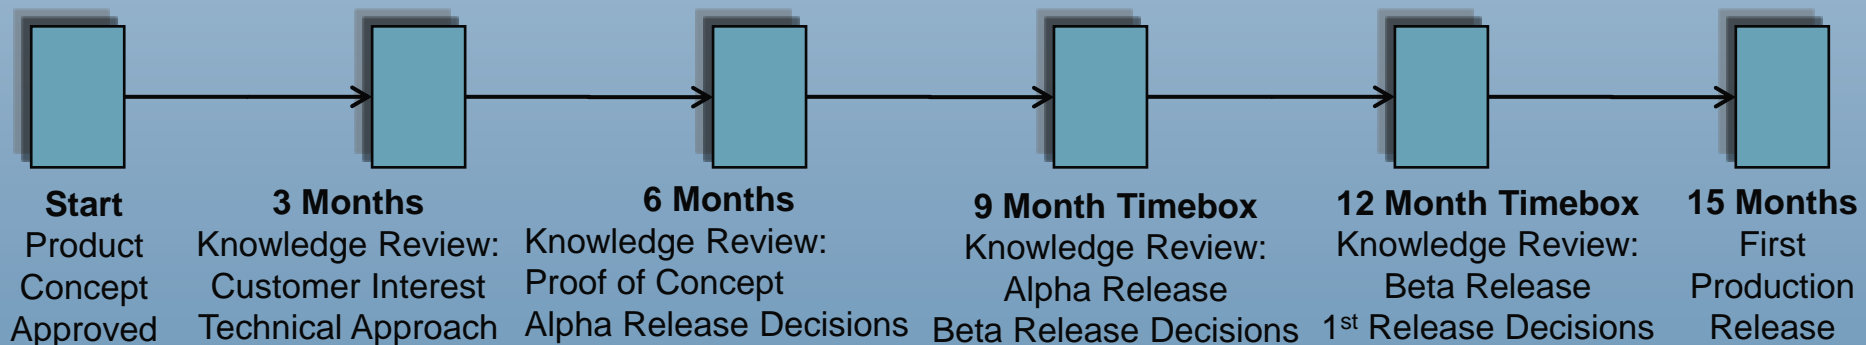 Start
Product
Concept
Approved
3 Months
Knowledge Review:
Customer Interest
Technical Approach
6 Months
Knowledge Review:
Proof of Concept
Alpha Release Decisions
9 Month Timebox
Knowledge Review:
Alpha Release
Beta Release Decisions
12 Month Timebox
Knowledge Review:
Beta Release
1st Release Decisions
15 Months
First
Production
Release